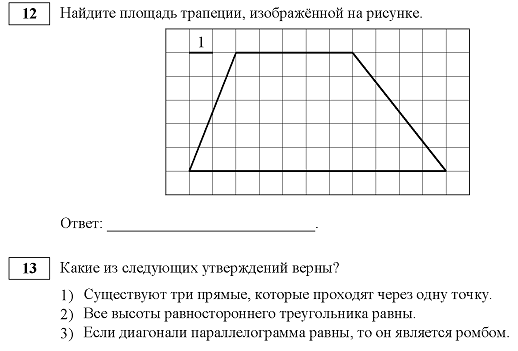 12 Найдите площадь трапеции, изображённой на рисунке.
1
Ответ: ____________________________.
13 Какие из следующих утверждений верны?
1) Существуют три прямые, которые проходят через одну точку.
2) Все высоты равностороннего треугольника равны.
3) Если диагонали параллелограмма равны, то он является ромбом.